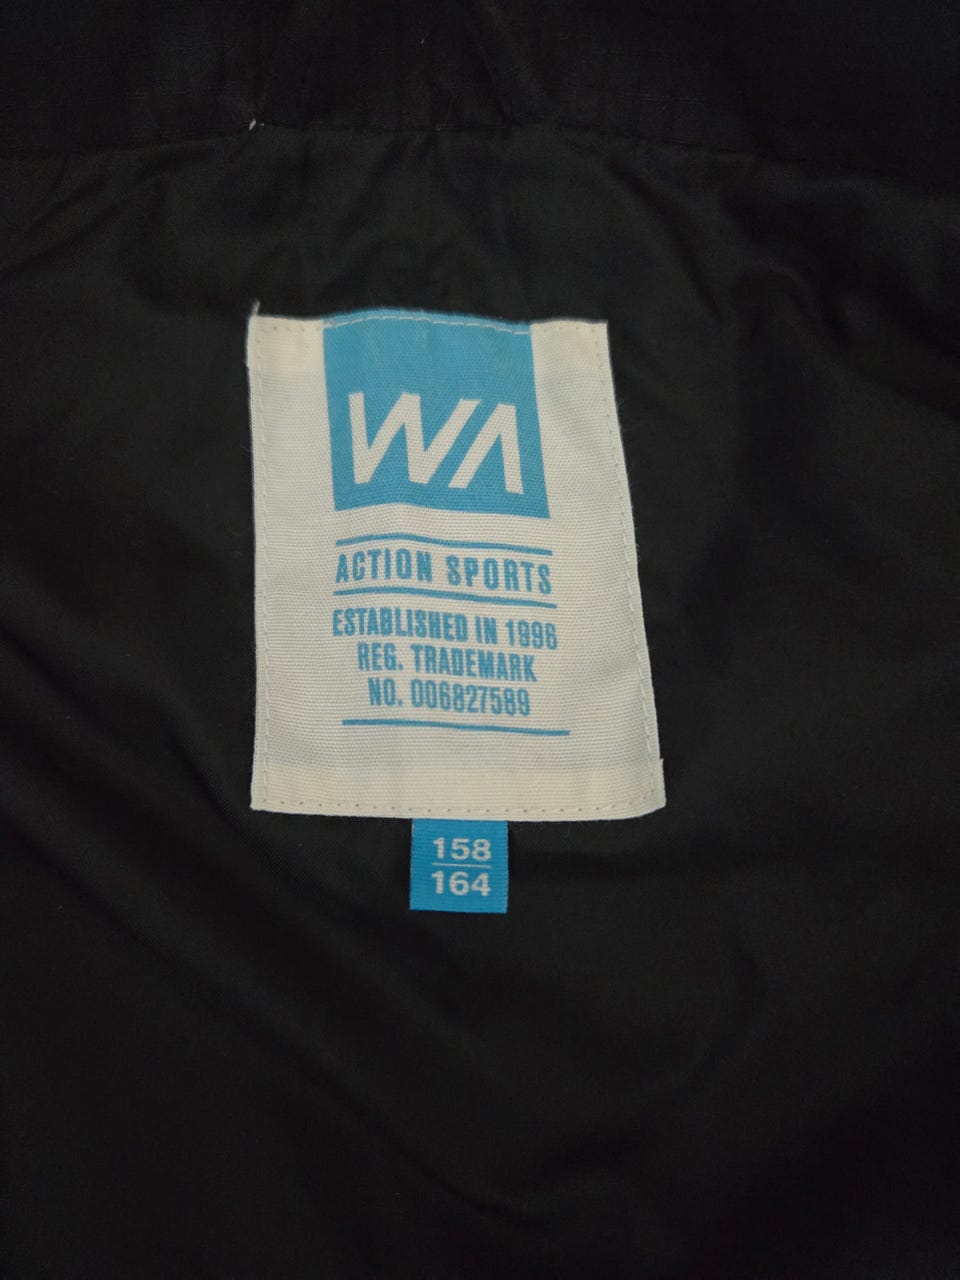 WA
ACTION SPORTS
ESTABLISHED IN 1996
REG. TRADEMARK
NO. 006827589
158
164